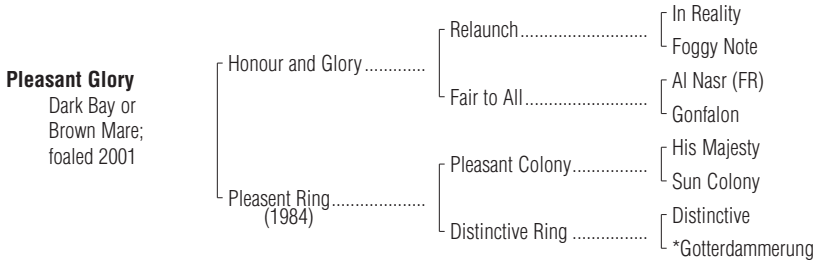 Pleasant Glory
Dark Bay or
Brown Mare;
foaled 2001
Honour and Glory.............
Pleasent Ring....................
(1984)
Relaunch...........................
Fair to All..........................
Pleasant Colony................
Distinctive Ring ................
In Reality
Foggy Note
Al Nasr (FR)
Gonfalon
His Majesty
Sun Colony
Distinctive
*Gotterdammerung